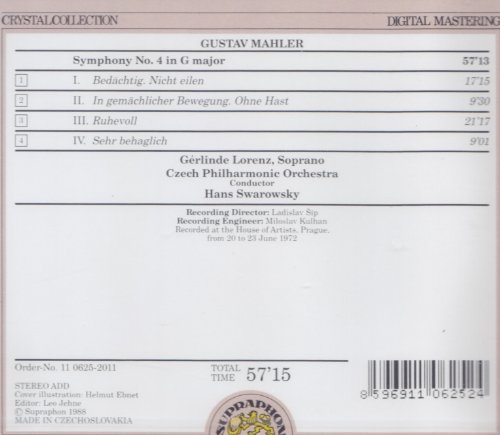 CRYSTALCOLLECTION DIGITAL MASTERING
GUSTAV MAHLER
Symphony No. 4 in G major 57'13
1 I. Bedächtig. Nicht eilen 17'15
2 II. In gemächlicher Bewegung. Ohne Hast 9'30
3 III. Ruhevoll 21'17
4 IV. Sehr behaglich 9'01
Gerlinde Lorenz, Soprano
Czech Philharmonic Orchestra
Conductor
Hans Swarowsky
Recording Director: Ladislav Šíp
Recording Engineer: Miloslav Kulhan
Recorded at the House of Artists, Prague,
from 20 to 23 June 1972
Order-No. 11 0625-2011
TOTAL TIME 57'15
STEREO ADD
Cover illustration: Helmut Ebnet
Editor: Leo Jehne
℗ Supraphon 1988
MADE IN CZECHOSLOVAKIA
SUPRAPHON
8 596911 062524